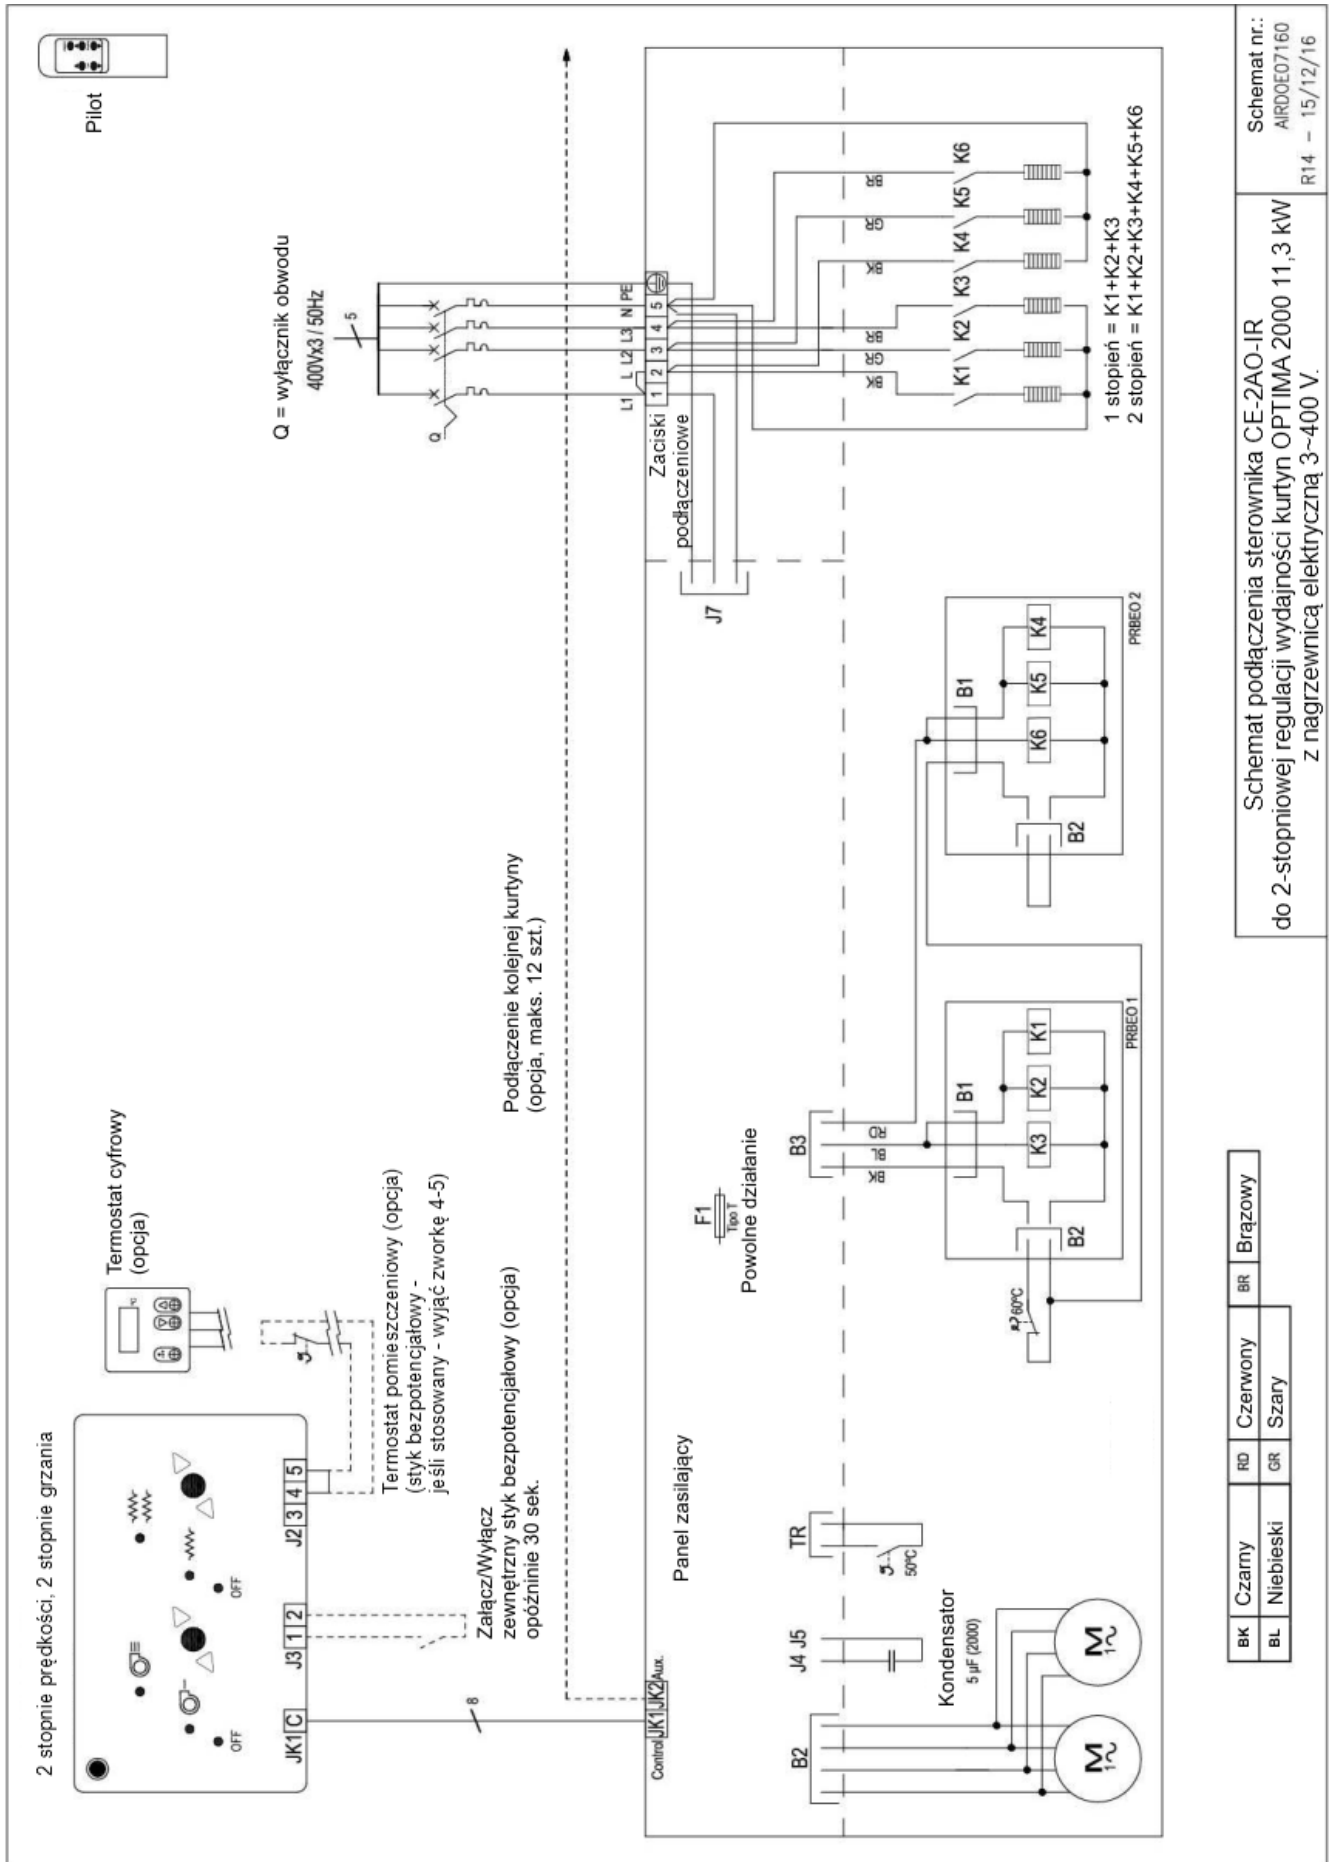 Pilot
2 stopnie prędkości, 2 stopnie grzania
OFF
OFF
JK1 C
J3 1 2
J2 3 4 5
Termostat cyfrowy
(opcja)
°C
Termostat pomieszczeniowy (opcja)
(styk bezpotencjałowy -
jeśli stosowany - wyjąć zworkę 4-5)
Załącz/Wyłącz
zewnętrzny styk bezpotencjałowy (opcja)
opóźninie 30 sek.
8
Podłączenie kolejnej kurtyny
(opcja, maks. 12 szt.)
Q = wyłącznik obwodu
400Vx3 / 50Hz
5
Q
L1 L L2 L3 N PE
1 2 3 4 5
Zaciski
podłączeniowe
J7
Control JK1 JK2 Aux.
Panel zasilający
F1
Tipo T
Powolne działanie
B2
J4 J5
TR
B3
Kondensator
5 µF (2000)
50ºC
M
1~
M
1~
BK BL RD
60ºC
B2
B1
K3 K2 K1
PRBEO 1
B2
B1
K6 K5 K4
PRBEO 2
BK GR BR BK GR BR
K1 K2 K3 K4 K5 K6
1 stopień = K1+K2+K3
2 stopień = K1+K2+K3+K4+K5+K6
BK Czarny RD Czerwony BR Brązowy
BL Niebieski GR Szary
Schemat podłączenia sterownika CE-2AO-IR
do 2-stopniowej regulacji wydajności kurtyn OPTIMA 2000 11,3 kW
z nagrzewnicą elektryczną 3~400 V.
Schemat nr.:
AIRDOE07160
R14 - 15/12/16